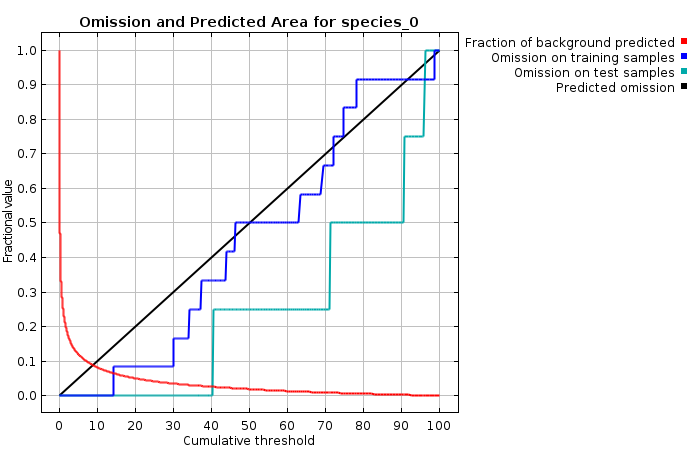 Omission and Predicted Area for species_0
Fraction of background predicted
Omission on training samples
Omission on test samples
Predicted omission
Fractional value
1.0
0.9
0.8
0.7
0.6
0.5
0.4
0.3
0.2
0.1
0.0
0 10 20 30 40 50 60 70 80 90 100
Cumulative threshold